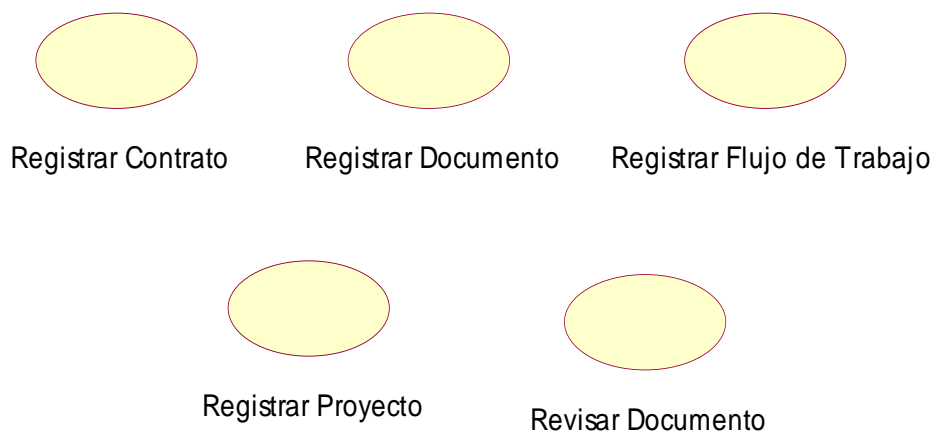 Registrar Contrato
Registrar Documento
Registrar Flujo de Trabajo
Registrar Proyecto
Revisar Documento